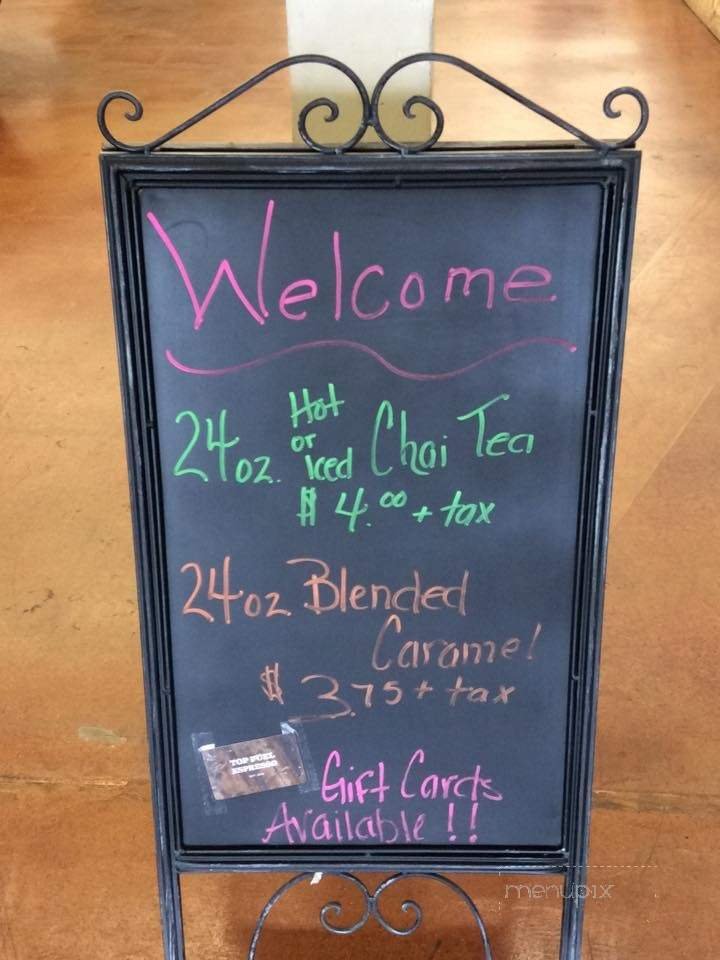 Welcome
24oz. Hot or Iced Chai Tea
$4.00 + tax
24oz Blended
Caramel
$3.75 + tax
TOP FUEL
ESPRESSO
Gift Cards
Available!!
menupix